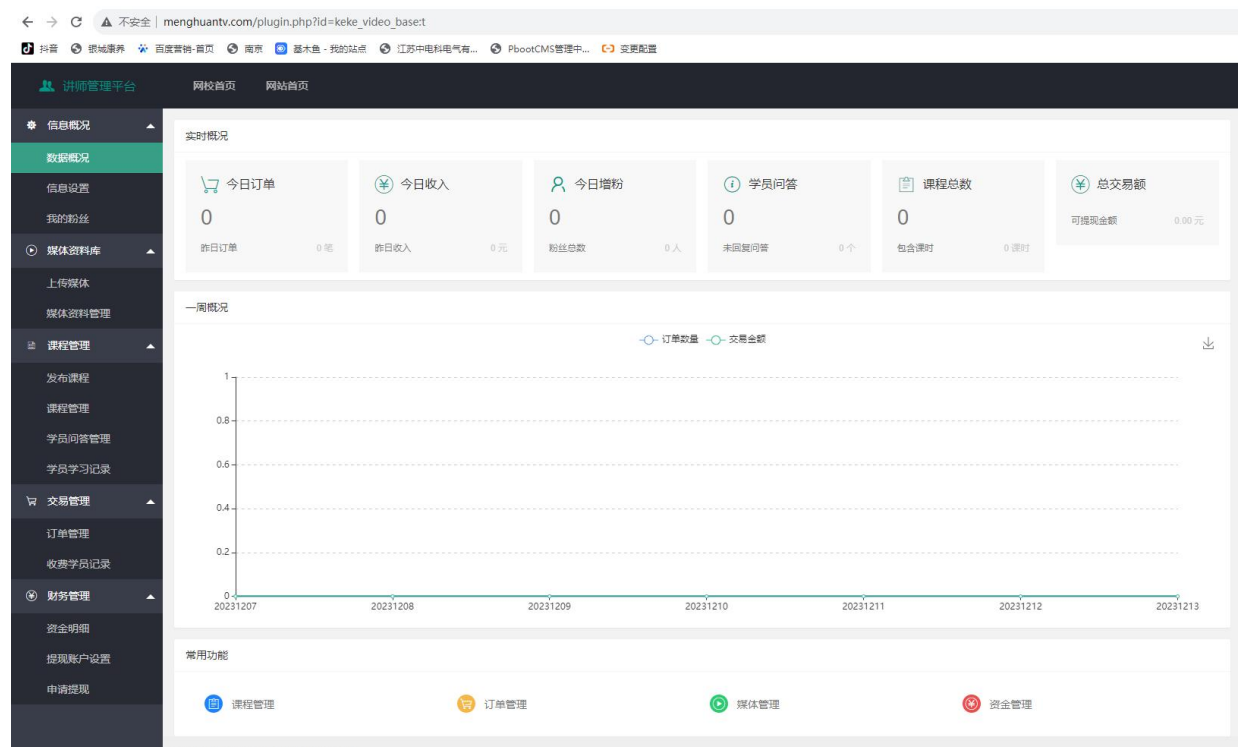 不安全 | menghuantv.com/plugin.php?id=keke_video_base:t
抖音 银城康养 百度营销-首页 南京 基木鱼 - 我的站点 江苏中电科电气有... PbootCMS管理中... 变更配置
讲师管理平台 网校首页 网站首页
信息概况
数据概况
信息设置
我的粉丝
媒体资料库
上传媒体
媒体资料管理
课程管理
发布课程
课程管理
学员问答管理
学员学习记录
交易管理
订单管理
收费学员记录
财务管理
资金明细
提现账户设置
申请提现
实时概况
今日订单
0
昨日订单 0 笔
今日收入
0
昨日收入 0 元
今日增粉
0
粉丝总数 0 人
学员问答
0
未回复问答 0 个
课程总数
0
包含课时 0 课时
总交易额
可提现金额 0.00 元
一周概况
订单数量 交易金额
1
0.8
0.6
0.4
0.2
0
20231207 20231208 20231209 20231210 20231211 20231212 20231213
常用功能
课程管理 订单管理 媒体管理 资金管理